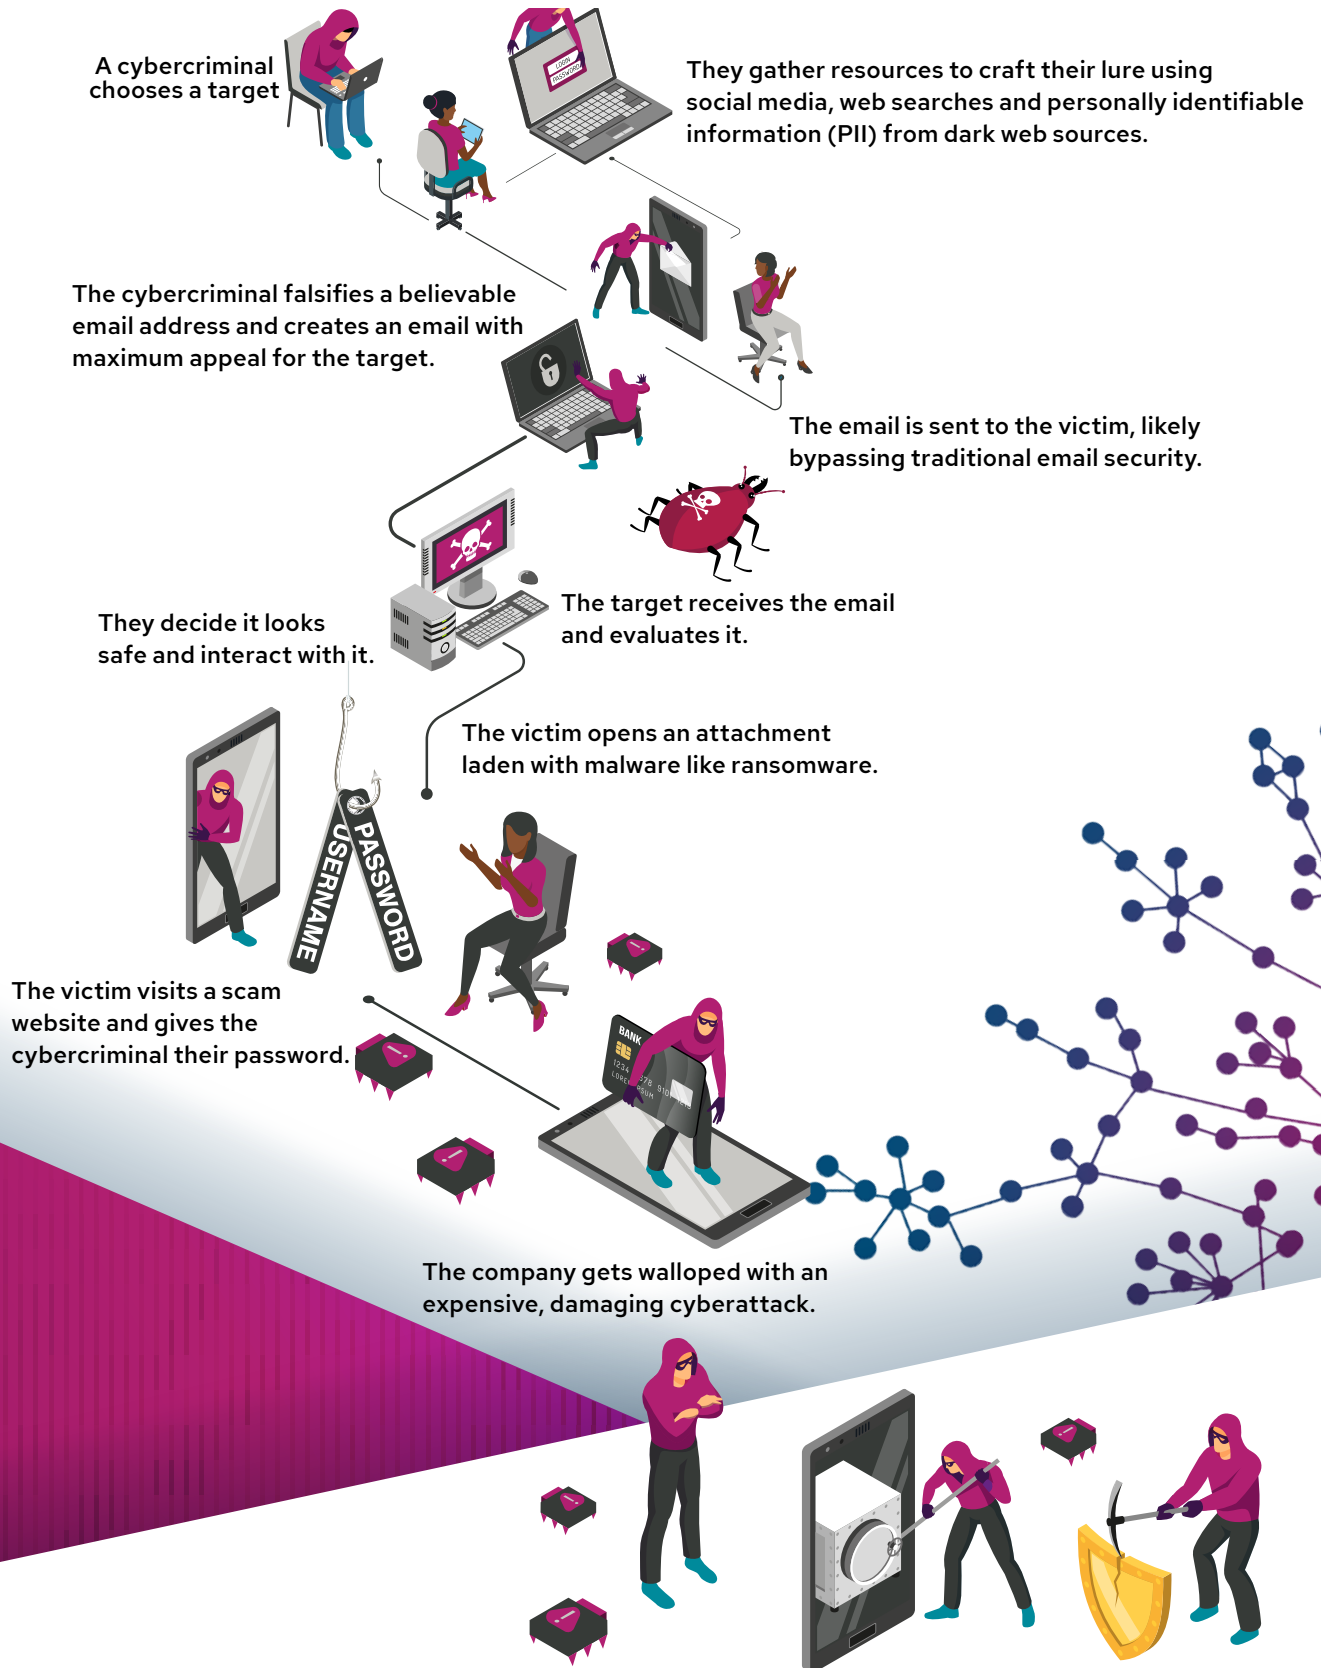 A cybercriminal
chooses a target
LOGIN
PASSWORD
They gather resources to craft their lure using
social media, web searches and personally identifiable
information (PII) from dark web sources.
The cybercriminal falsifies a believable
email address and creates an email with
maximum appeal for the target.
The email is sent to the victim, likely
bypassing traditional email security.
The target receives the email
and evaluates it.
They decide it looks
safe and interact with it.
The victim opens an attachment
laden with malware like ransomware.
USERNAME
PASSWORD
The victim visits a scam
website and gives the
cybercriminal their password.
BANK
1234
The company gets walloped with an
expensive, damaging cyberattack.